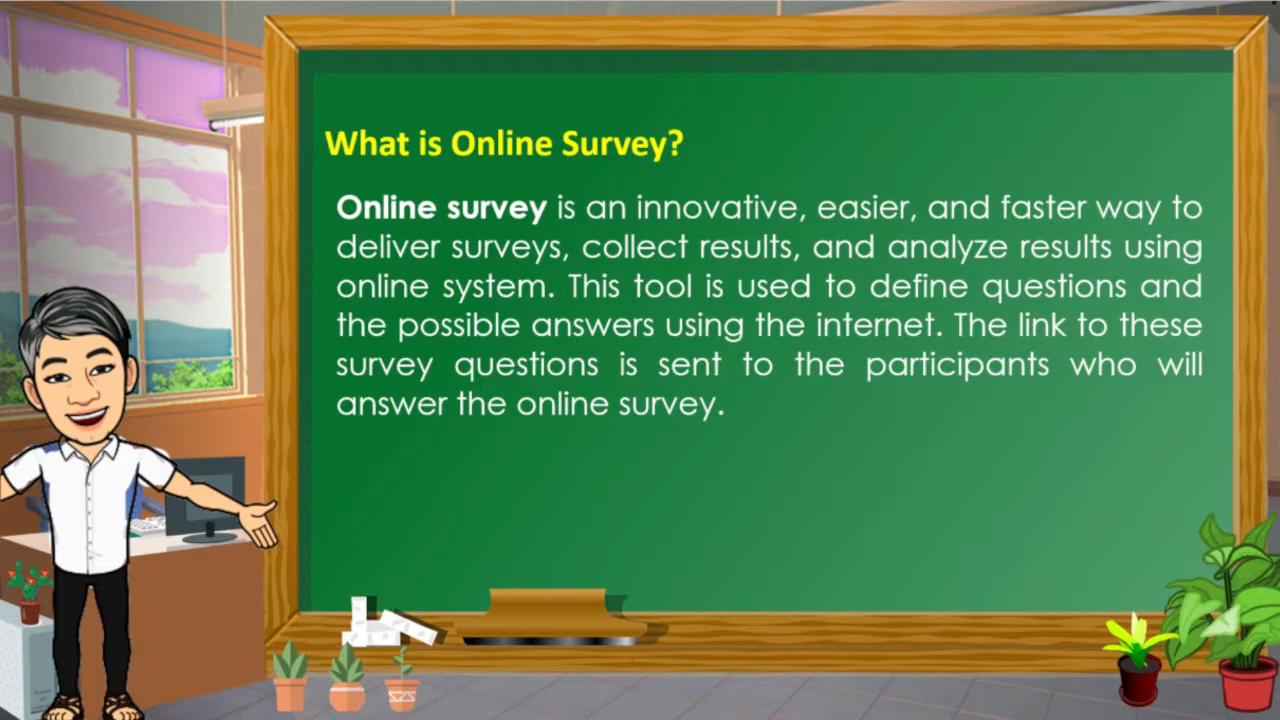 What is Online Survey?
Online survey is an innovative, easier, and faster way to
deliver surveys, collect results, and analyze results using
online system. This tool is used to define questions and
the possible answers using the internet. The link to these
survey questions is sent to the participants who will
answer the online survey.